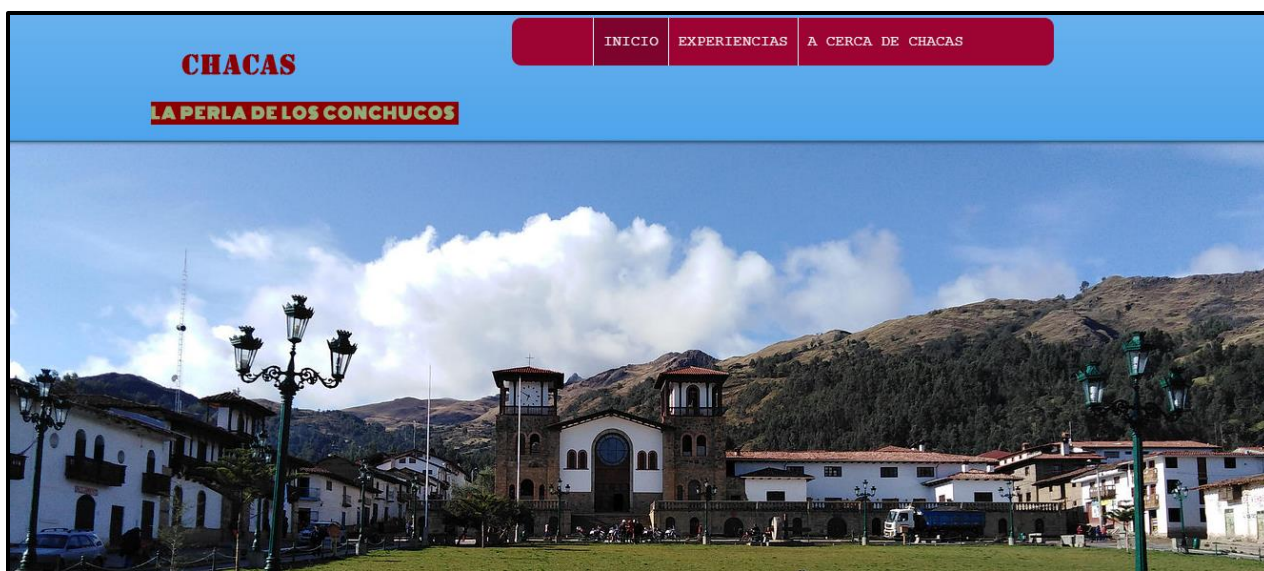 INICIO EXPERIENCIAS A CERCA DE CHACAS
CHACAS
LA PERLA DE LOS CONCHUCOS